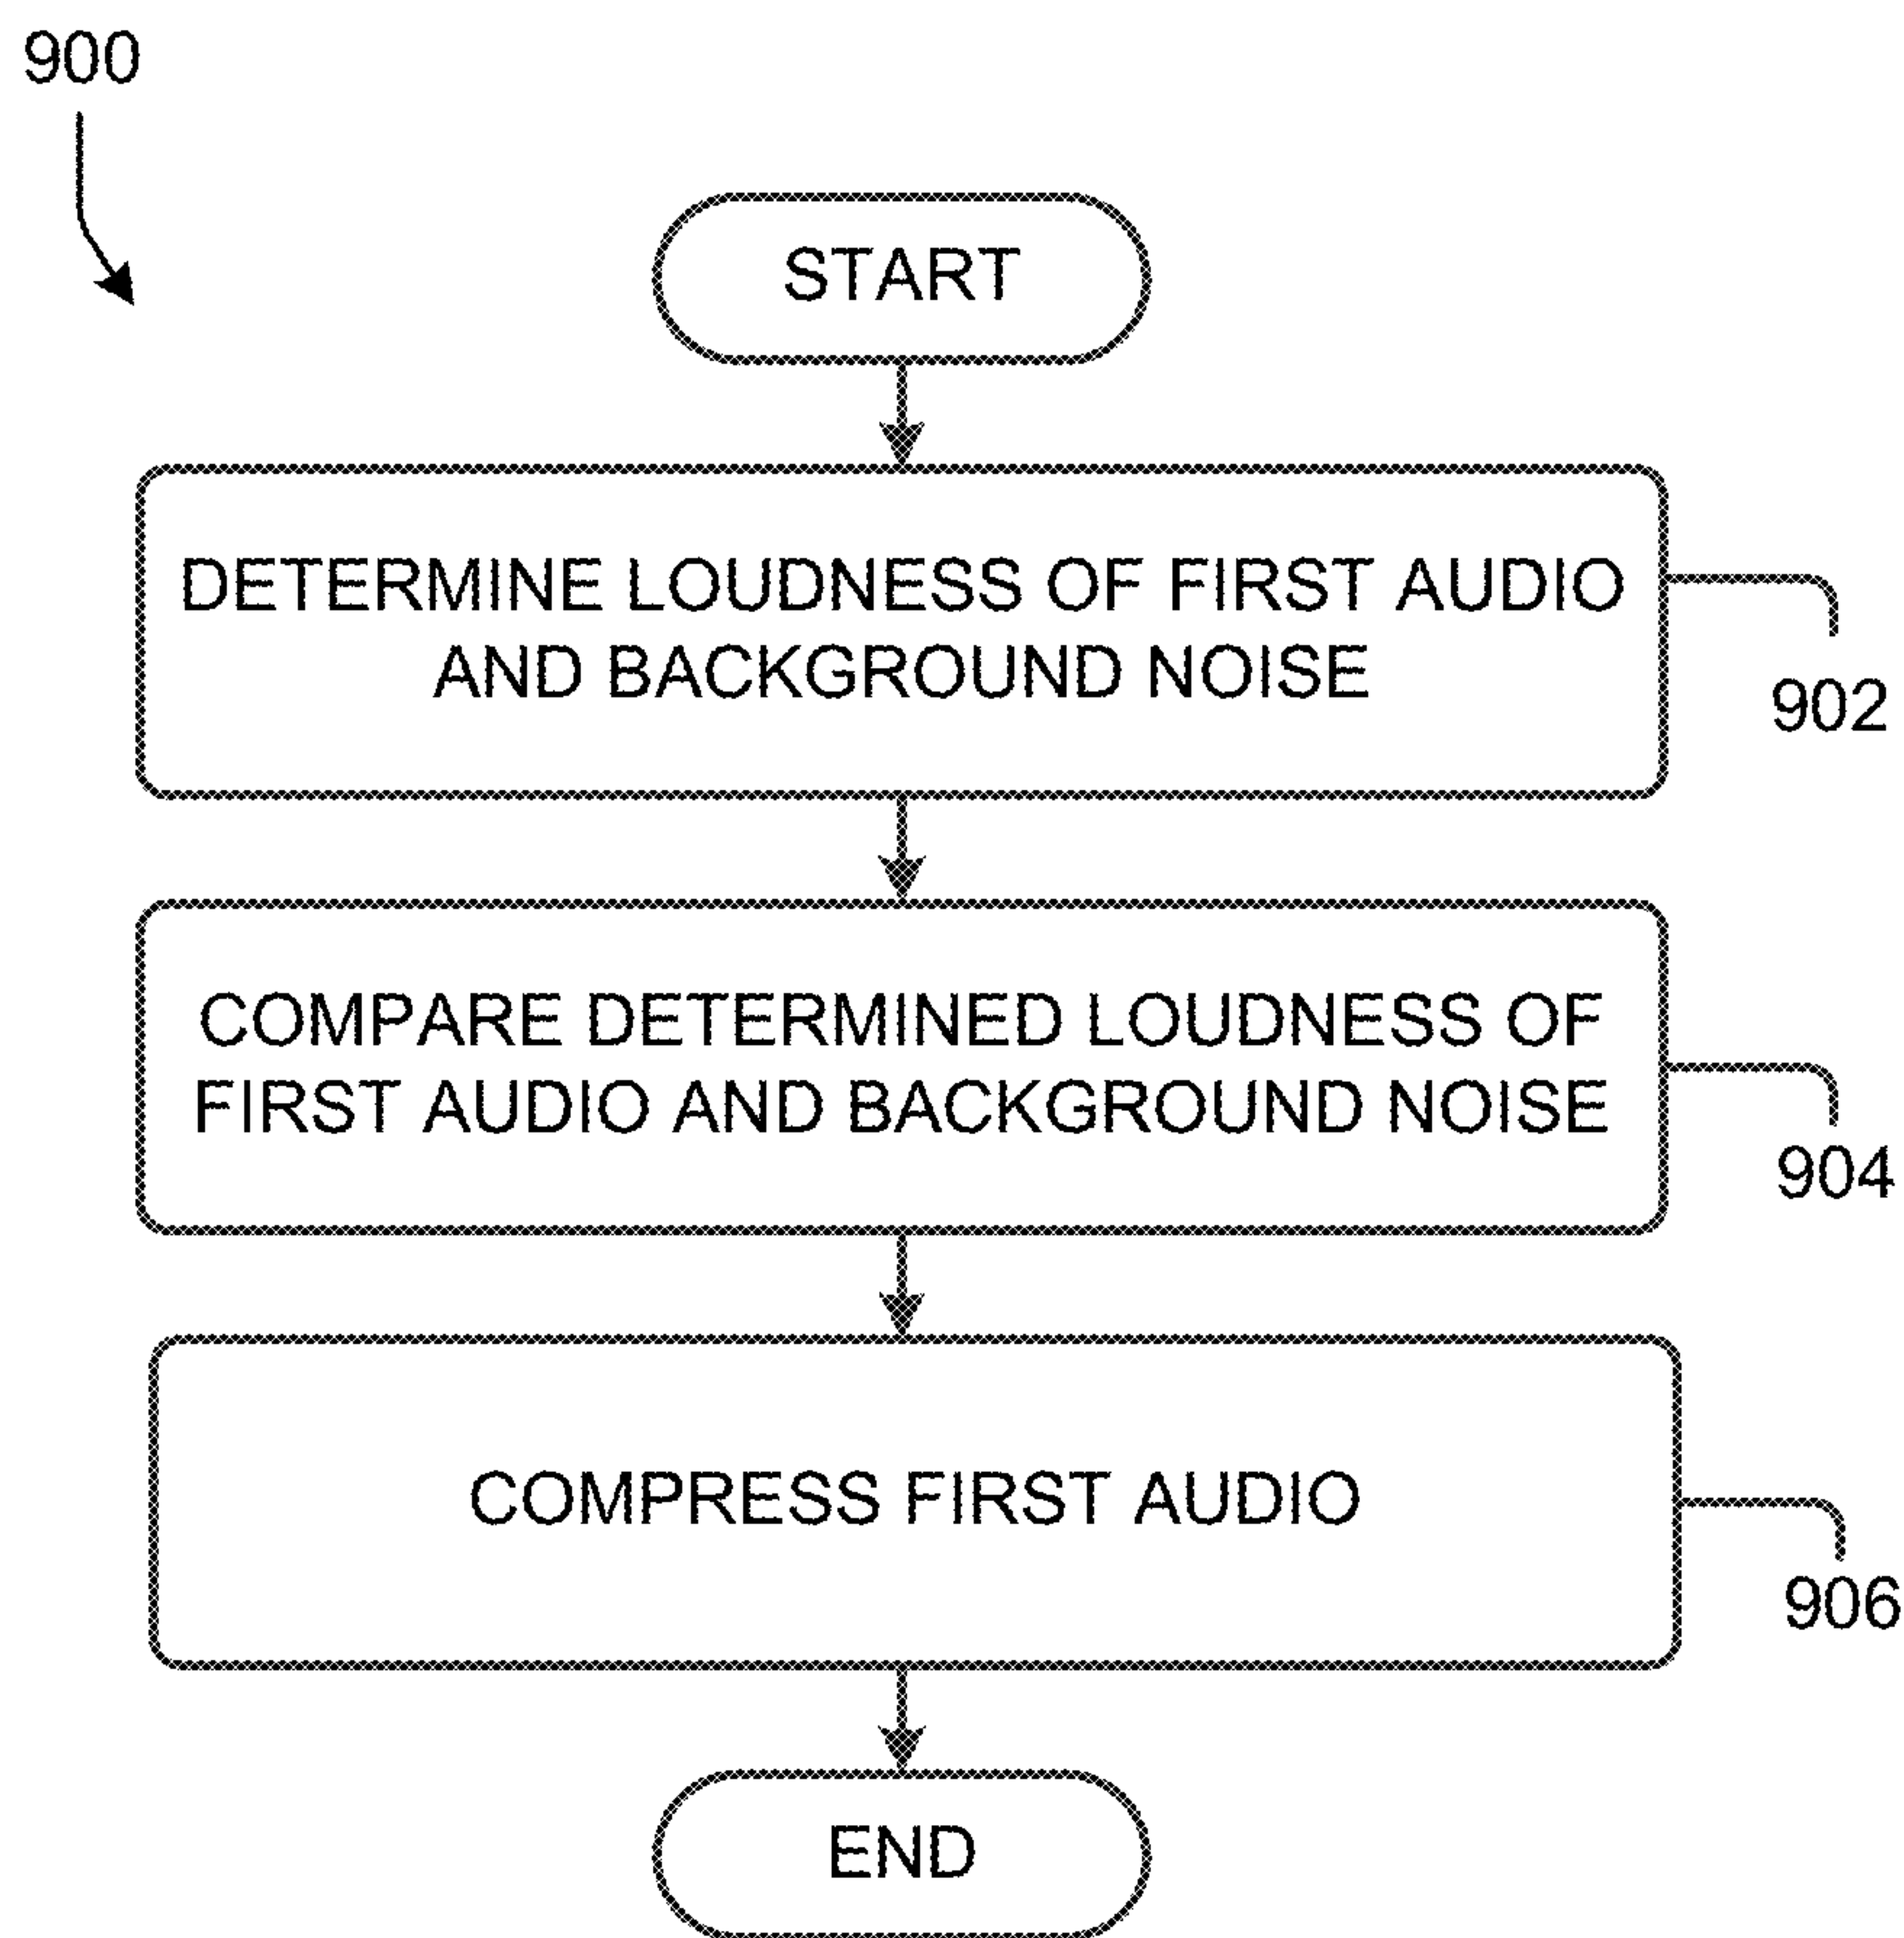 900
START
DETERMINE LOUDNESS OF FIRST AUDIO
AND BACKGROUND NOISE
902
COMPARE DETERMINED LOUDNESS OF
FIRST AUDIO AND BACKGROUND NOISE
904
COMPRESS FIRST AUDIO
906
END